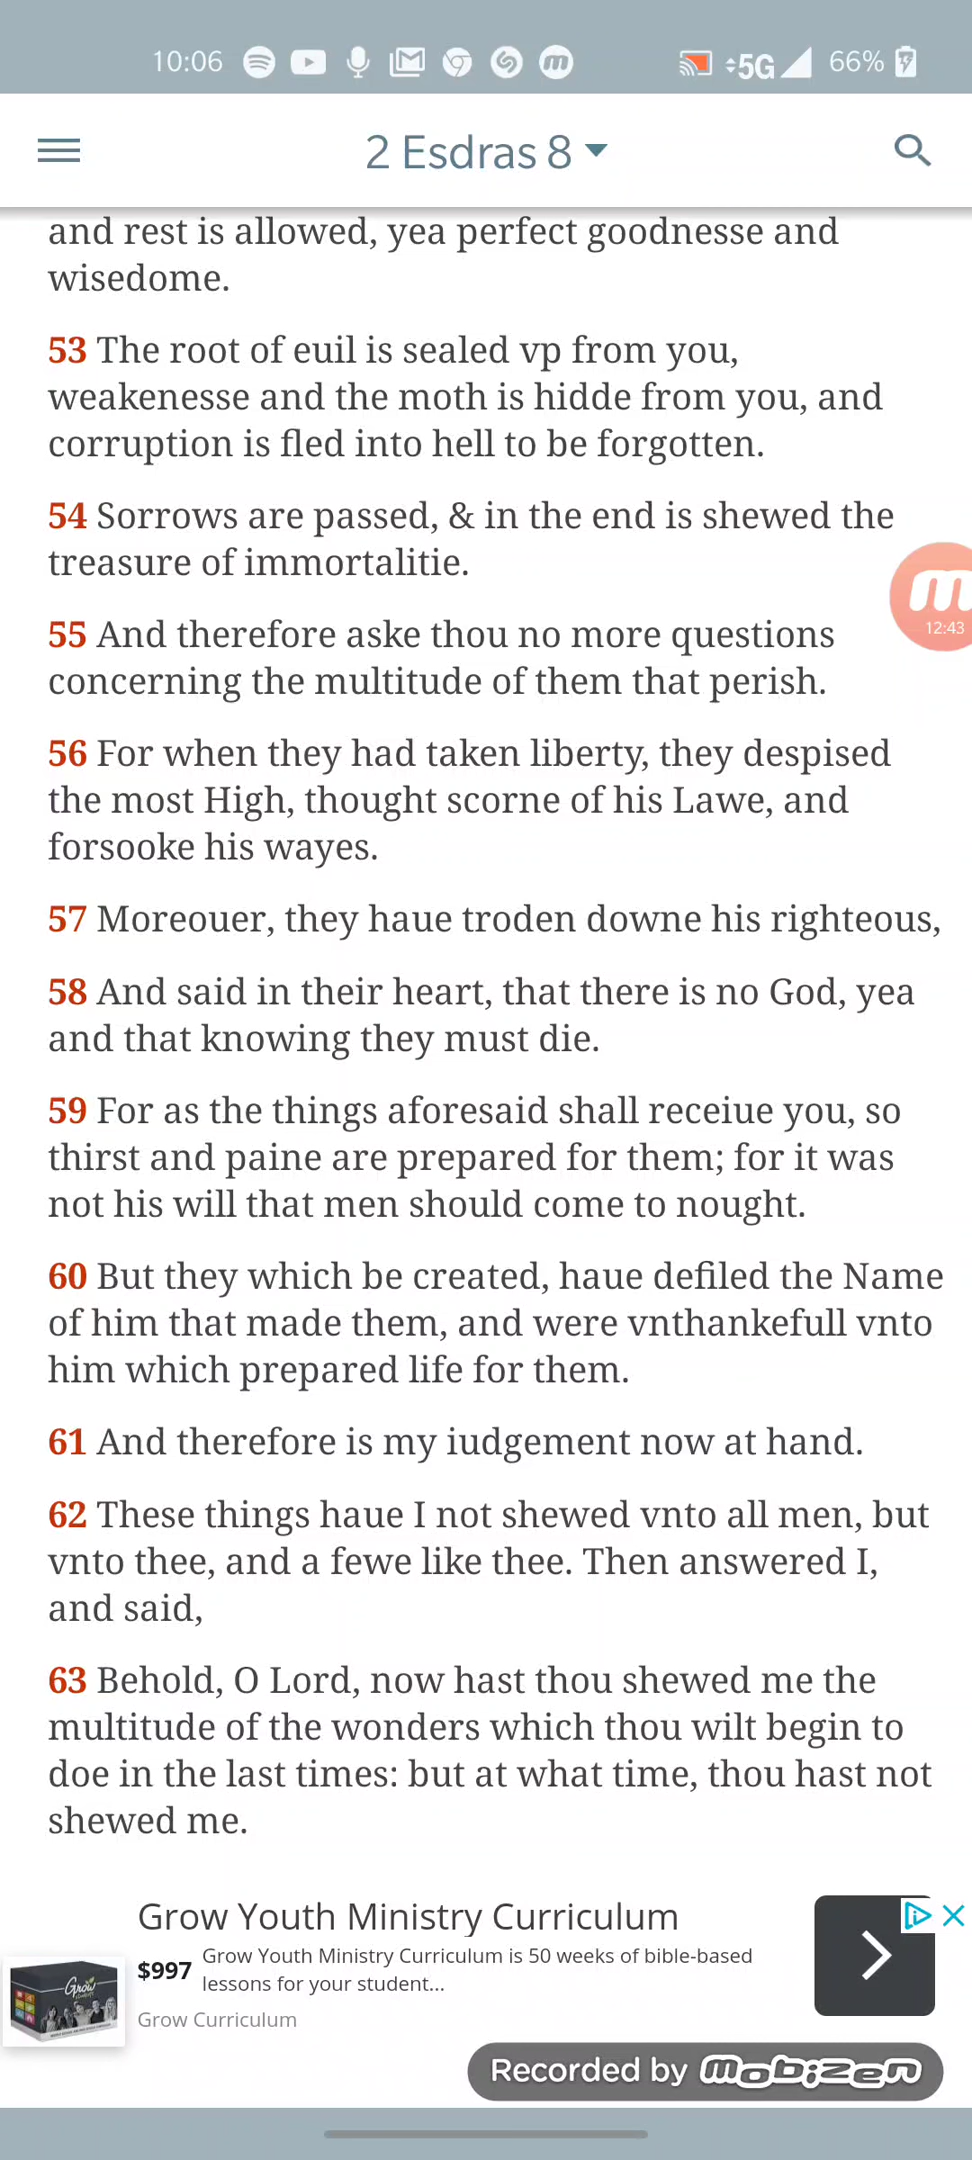 10:06
5G
66%
2 Esdras 8
and rest is allowed, yea perfect goodnesse and
wisedome.
53 The root of euil is sealed vp from you,
weakenesse and the moth is hidde from you, and
corruption is fled into hell to be forgotten.
54 Sorrows are passed, & in the end is shewed the
treasure of immortalitie.
55 And therefore aske thou no more questions
concerning the multitude of them that perish.
56 For when they had taken liberty, they despised
the most High, thought scorne of his Lawe, and
forsooke his wayes.
57 Moreouer, they haue troden downe his righteous,
58 And said in their heart, that there is no God, yea
and that knowing they must die.
59 For as the things aforesaid shall receiue you, so
thirst and paine are prepared for them; for it was
not his will that men should come to nought.
60 But they which be created, haue defiled the Name
of him that made them, and were vnthankefull vnto
him which prepared life for them.
61 And therefore is my iudgement now at hand.
62 These things haue I not shewed vnto all men, but
vnto thee, and a fewe like thee. Then answered I,
and said,
63 Behold, O Lord, now hast thou shewed me the
multitude of the wonders which thou wilt begin to
doe in the last times: but at what time, thou hast not
shewed me.
m
12:43
Grow Youth Ministry Curriculum
$997 Grow Youth Ministry Curriculum is 50 weeks of bible-based
lessons for your student...
Grow Curriculum
Grow
Recorded by mobizen